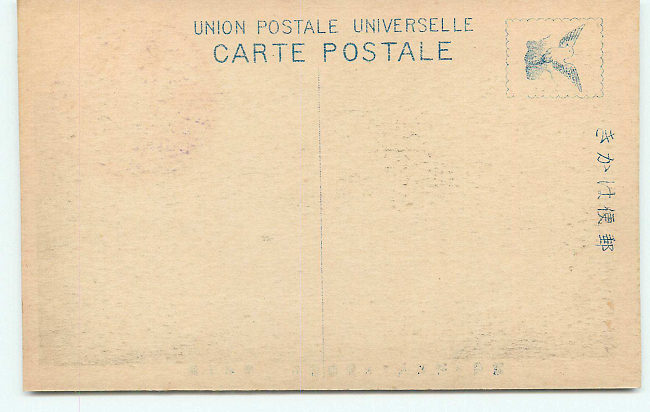 UNION POSTALE UNIVERSELLE
CARTE POSTALE
郵便はかき